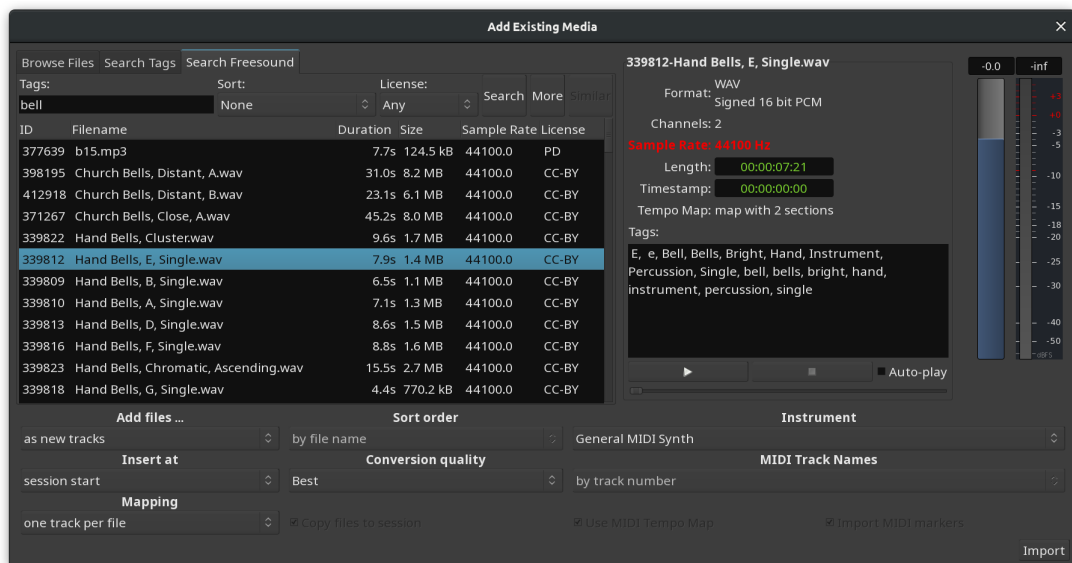 Add Existing Media
Browse Files Search Tags Search Freesound
Tags: Sort: License:
bell None Any Search More Similar
ID Filename Duration Size Sample Rate License
377639 b15.mp3 7.7s 124.5 kB 44100.0 PD
398195 Church Bells, Distant, A.wav 31.0s 8.2 MB 44100.0 CC-BY
412918 Church Bells, Distant, B.wav 23.1s 6.1 MB 44100.0 CC-BY
371267 Church Bells, Close, A.wav 45.2s 8.0 MB 44100.0 CC-BY
339822 Hand Bells, Cluster.wav 9.6s 1.7 MB 44100.0 CC-BY
339812 Hand Bells, E, Single.wav 7.9s 1.4 MB 44100.0 CC-BY
339809 Hand Bells, B, Single.wav 6.5s 1.1 MB 44100.0 CC-BY
339810 Hand Bells, A, Single.wav 7.1s 1.3 MB 44100.0 CC-BY
339813 Hand Bells, D, Single.wav 8.6s 1.5 MB 44100.0 CC-BY
339816 Hand Bells, F, Single.wav 8.8s 1.6 MB 44100.0 CC-BY
339823 Hand Bells, Chromatic, Ascending.wav 15.5s 2.7 MB 44100.0 CC-BY
339818 Hand Bells, G, Single.wav 4.4s 770.2 kB 44100.0 CC-BY
339812-Hand Bells, E, Single.wav
Format: WAV
Signed 16 bit PCM
Channels: 2
Sample Rate: 44100 Hz
Length: 00:00:07:21
Timestamp: 00:00:00:00
Tempo Map: map with 2 sections
Tags:
E, e, Bell, Bells, Bright, Hand, Instrument,
Percussion, Single, bell, bells, bright, hand,
instrument, percussion, single
Auto-play
-0.0 -inf
+3
+0
-3
-5
-10
-15
-18
-20
-25
-30
-40
-50
dBFS
Add files ... Sort order Instrument
as new tracks by file name General MIDI Synth
Insert at Conversion quality MIDI Track Names
session start Best by track number
Mapping
one track per file Copy files to session Use MIDI Tempo Map Import MIDI markers
Import